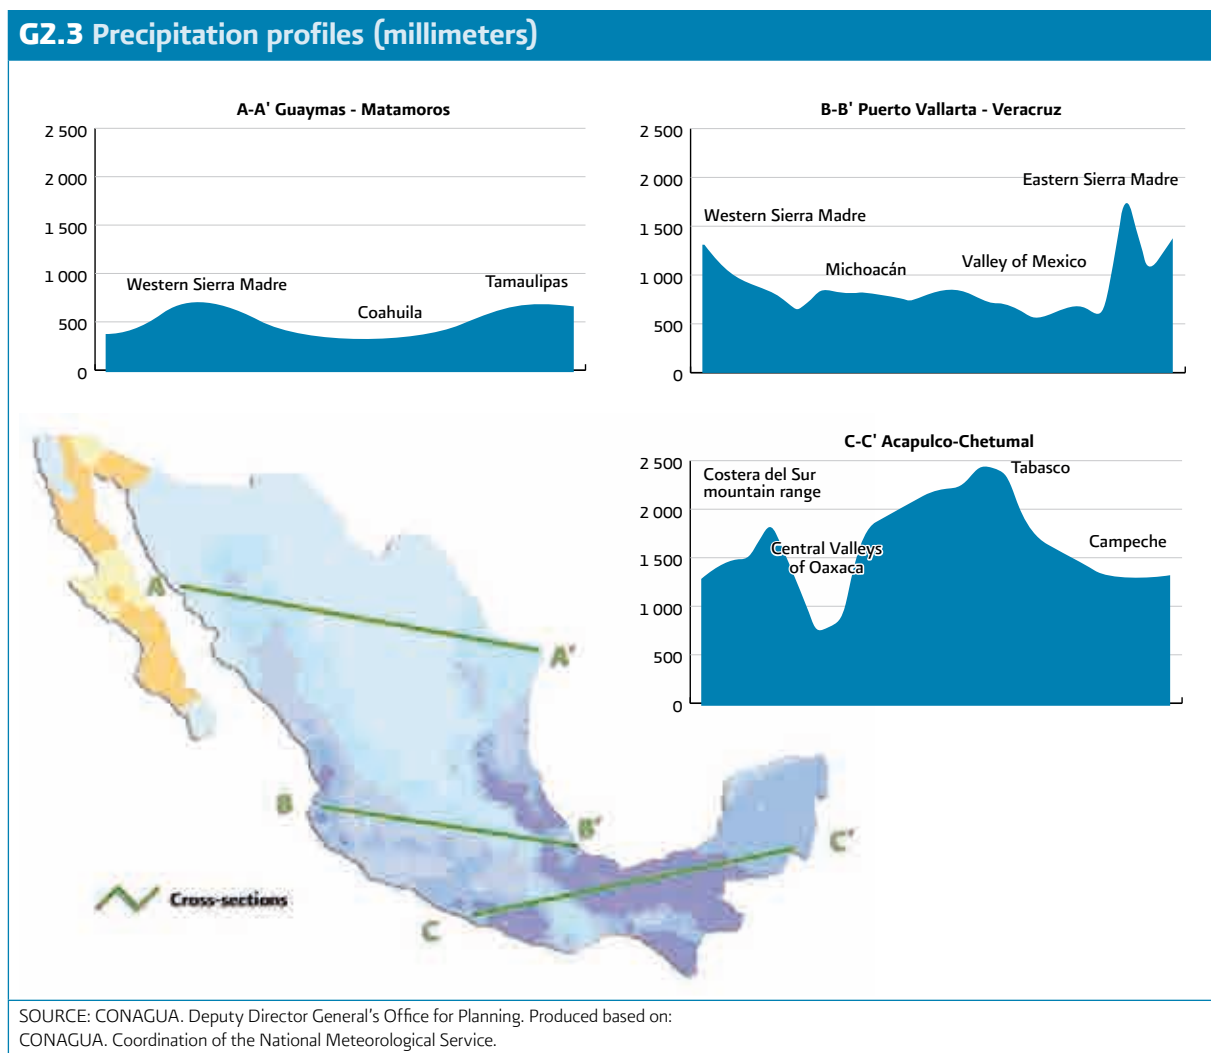 G2.3 Precipitation profiles (millimeters)
A-A' Guaymas - Matamoros
2 500
2 000
1 500
1 000
500
0
Western Sierra Madre
Coahuila
Tamaulipas
B-B' Puerto Vallarta - Veracruz
2 500
2 000
1 500
1 000
500
0
Western Sierra Madre
Michoacán
Valley of Mexico
Eastern Sierra Madre
C-C' Acapulco-Chetumal
2 500
2 000
1 500
1 000
500
0
Costera del Sur
mountain range
Central Valleys
of Oaxaca
Tabasco
Campeche
A
A'
B
B'
C
C'
Cross-sections
SOURCE: CONAGUA. Deputy Director General's Office for Planning. Produced based on:
CONAGUA. Coordination of the National Meteorological Service.